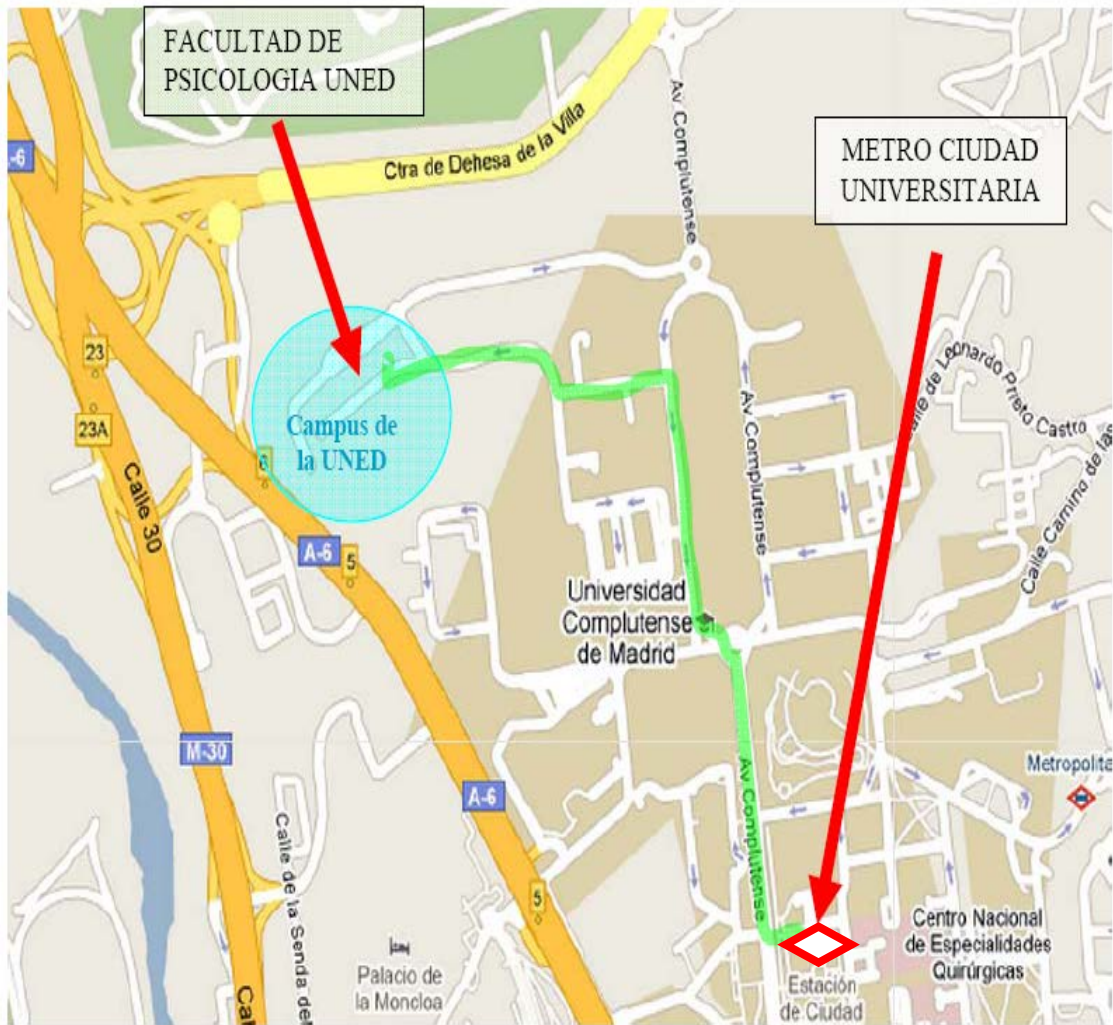 FACULTAD DE
PSICOLOGIA UNED
METRO CIUDAD
UNIVERSITARIA
Ctra de Dehesa de la Villa
Av Complutense
-6
23
23A
6
Campus de
la UNED
Calle 30
A-6
5
Av Complutense
Calle de Leonardo Prieto Castro
Calle Camino de las
Universidad
Complutense
de Madrid
M-30
A-6
5
Av Complutense
Metropolita
Calle de la Senda del
Cal
Palacio de
la Moncloa
Centro Nacional
de Especialidades
Quirúrgicas
Estación
de Ciudad